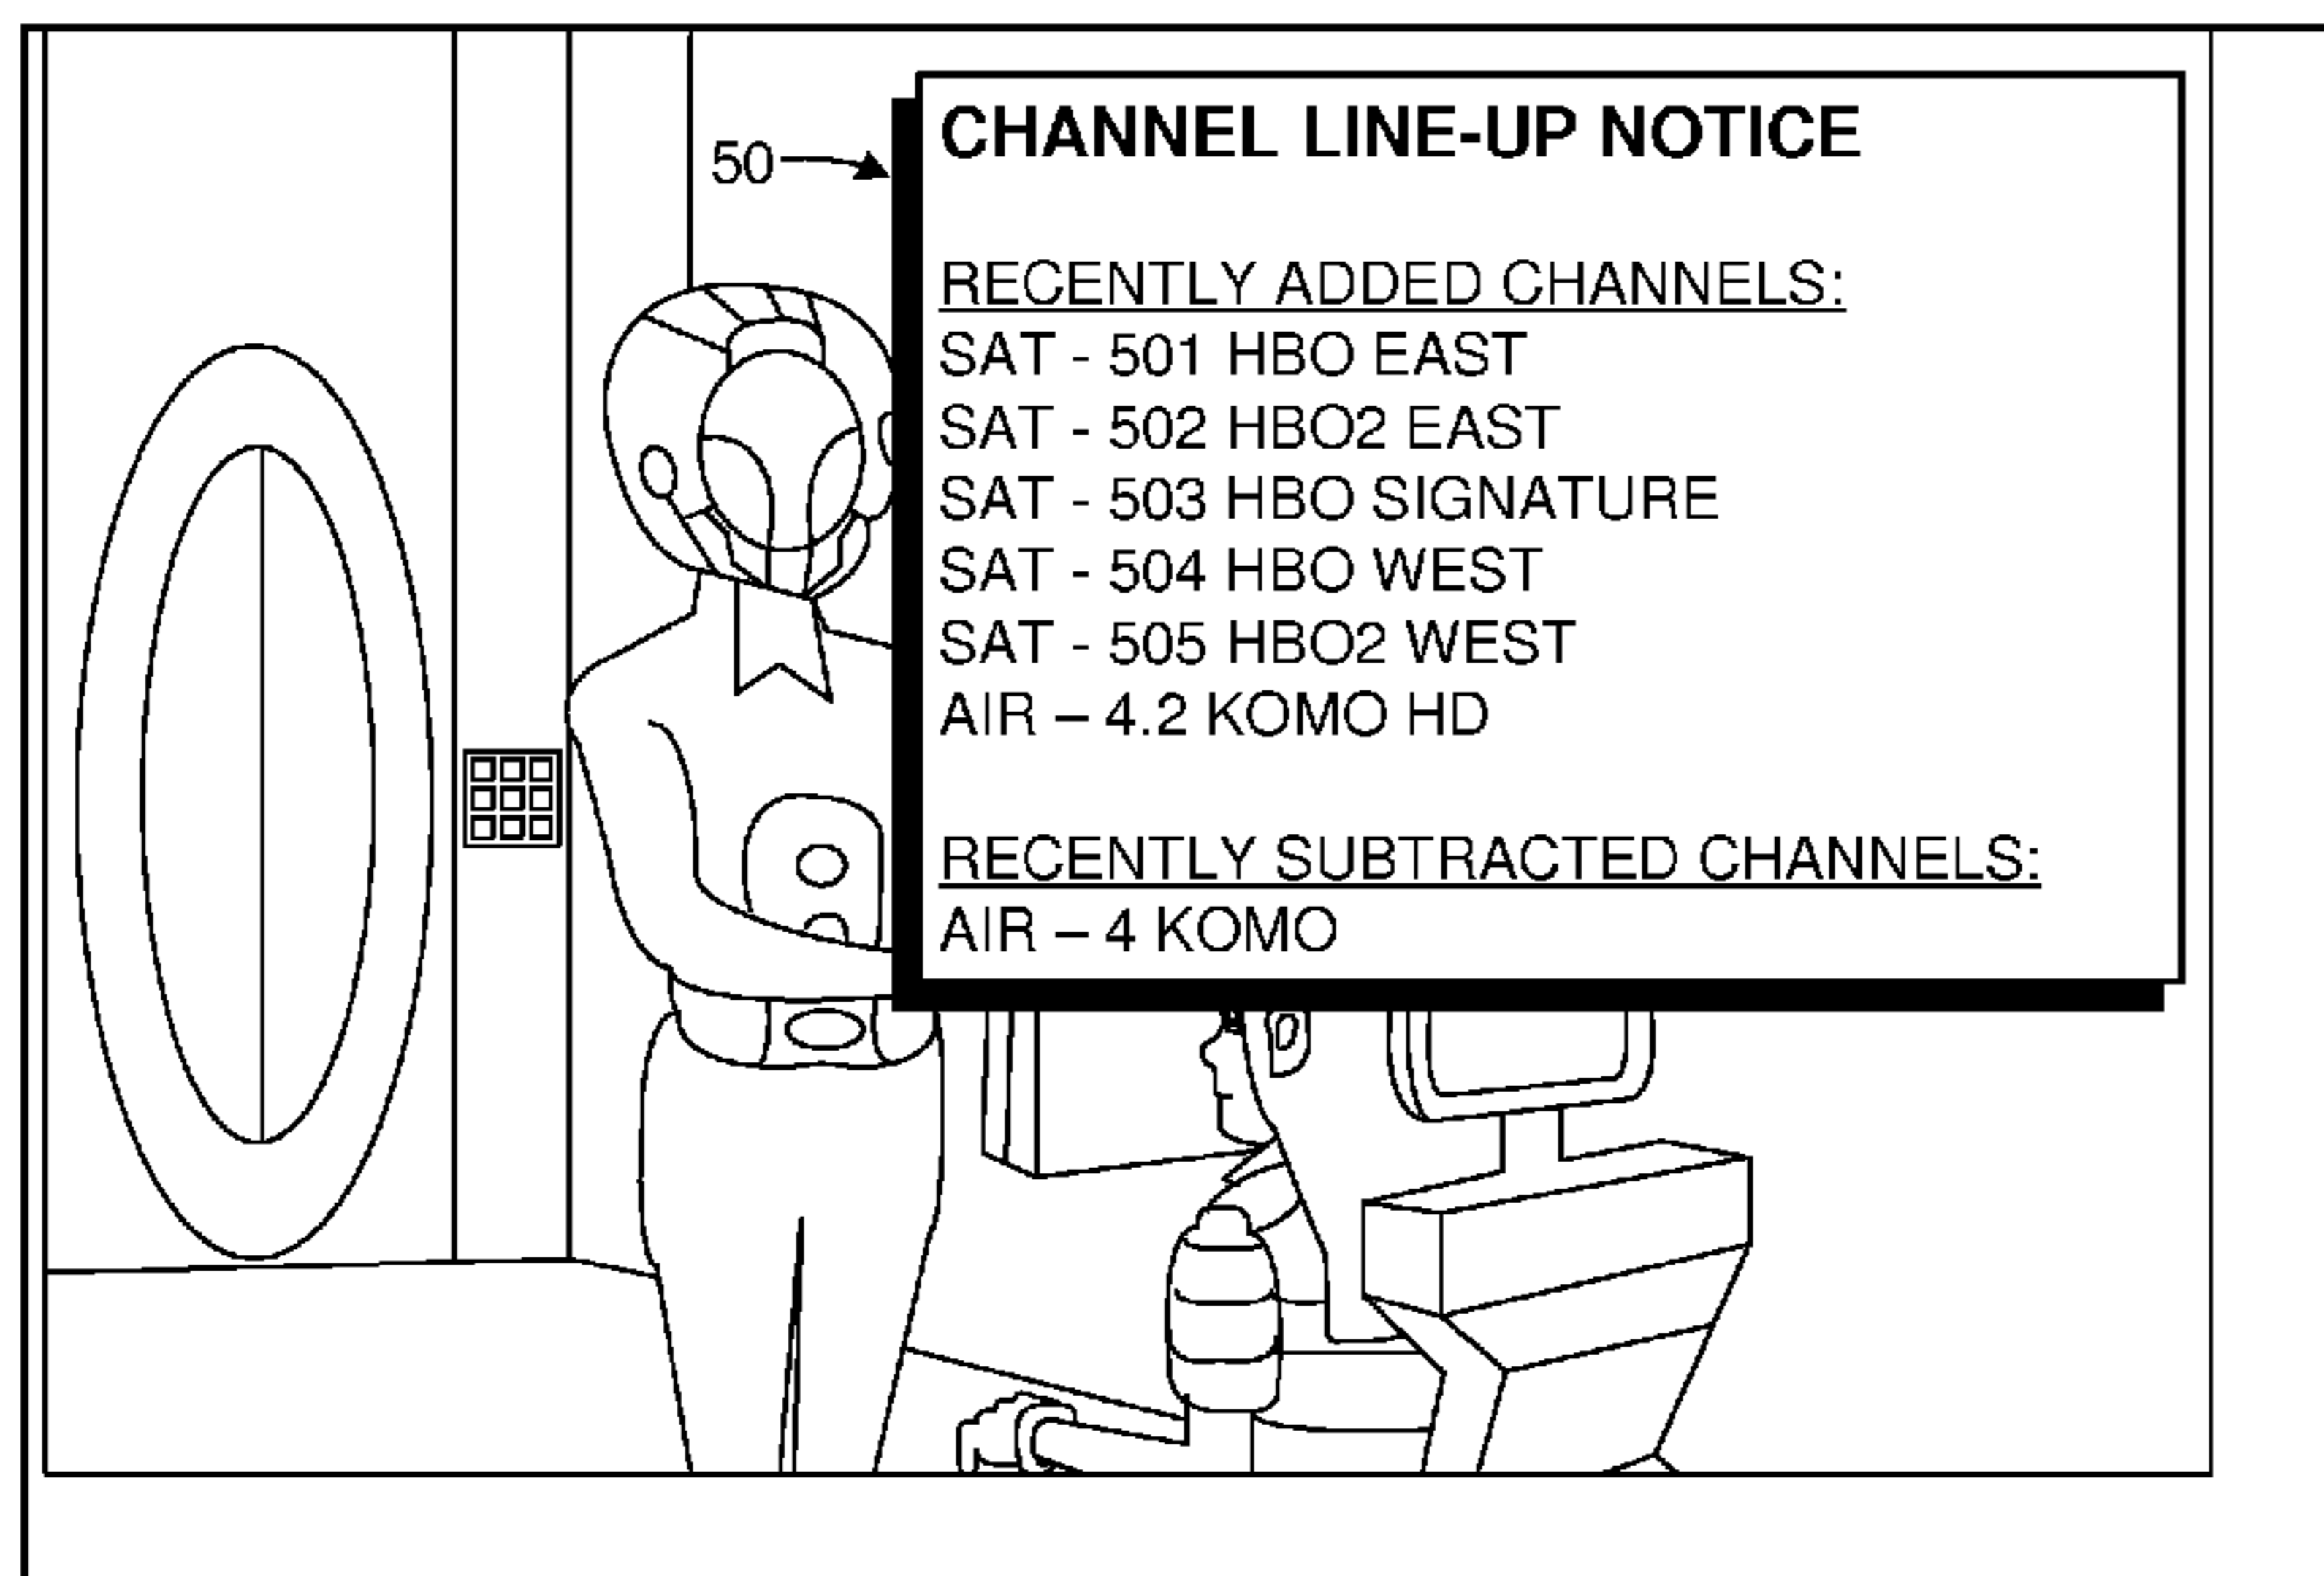 50
CHANNEL LINE-UP NOTICE
RECENTLY ADDED CHANNELS:
SAT - 501 HBO EAST
SAT - 502 HBO2 EAST
SAT - 503 HBO SIGNATURE
SAT - 504 HBO WEST
SAT - 505 HBO2 WEST
AIR – 4.2 KOMO HD
RECENTLY SUBTRACTED CHANNELS:
AIR – 4 KOMO